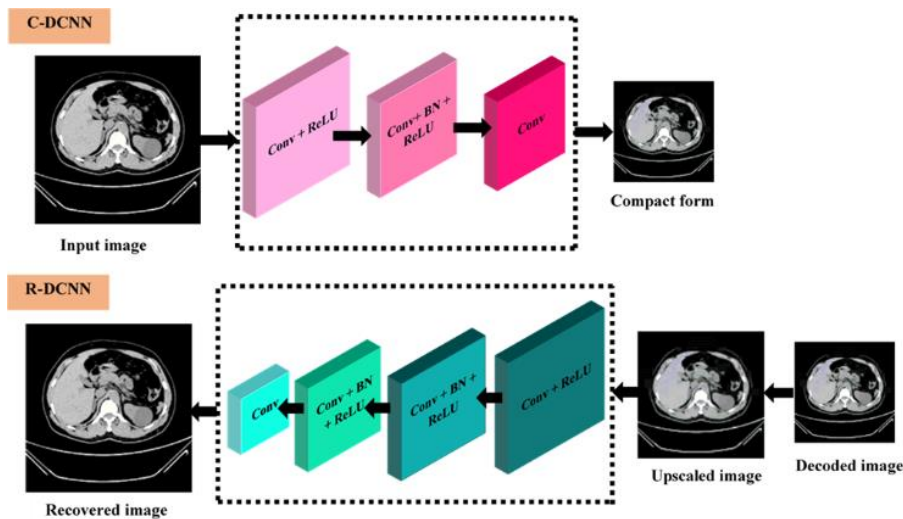 C-DCNN
Conv + ReLU
Conv+ BN +
ReLU
Conv
Input image
Compact form
R-DCNN
Conv
Conv + BN
+ ReLU
Conv + BN +
ReLU
Conv + ReLU
Recovered image
Upscaled image
Decoded image